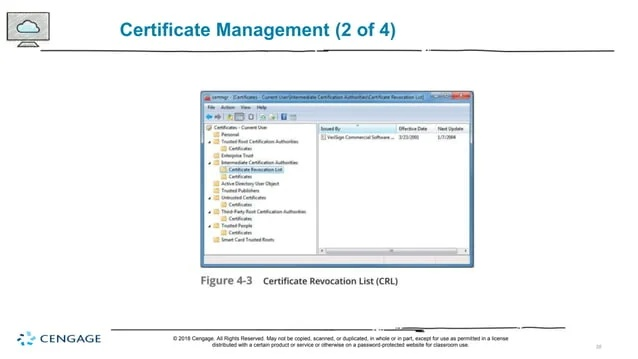 Certificate Management (2 of 4)
certmgr - [Certificates - Current User\Intermediate Certification Authorities\Certificate Revocation List]
File Action View Help
Certificates - Current User
Personal
Trusted Root Certification Authorities
Certificates
Enterprise Trust
Intermediate Certification Authorities
Certificate Revocation List
Certificates
Active Directory User Object
Trusted Publishers
Untrusted Certificates
Certificates
Third-Party Root Certification Authorities
Certificates
Trusted People
Certificates
Smart Card Trusted Roots
Issued By Effective Date Next Update
VeriSign Commercial Software ... 3/23/2001 1/7/2004
Figure 4-3 Certificate Revocation List (CRL)
CENGAGE
© 2018 Cengage. All Rights Reserved. May not be copied, scanned, or duplicated, in whole or in part, except for use as permitted in a license
distributed with a certain product or service or otherwise on a password-protected website for classroom use.